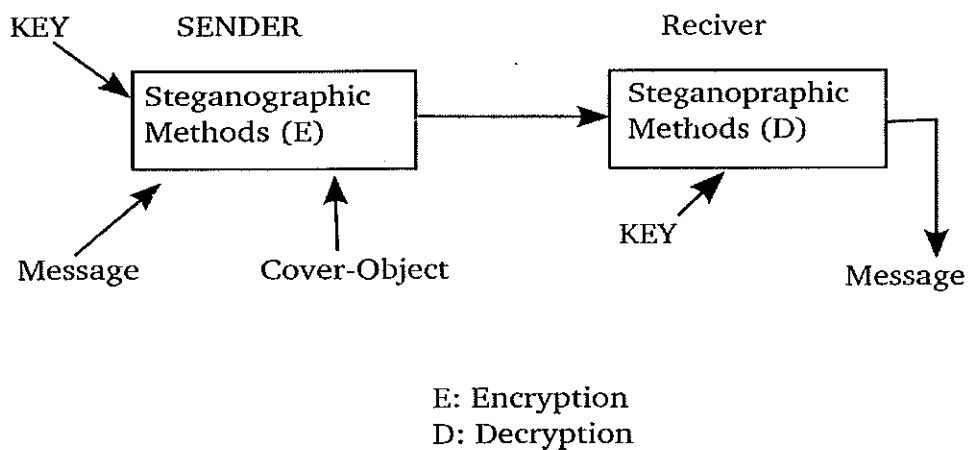 KEY
SENDER
Reciver
Steganographic
Methods (E)
Steganopraphic
Methods (D)
KEY
Message
Cover-Object
Message
E: Encryption
D: Decryption